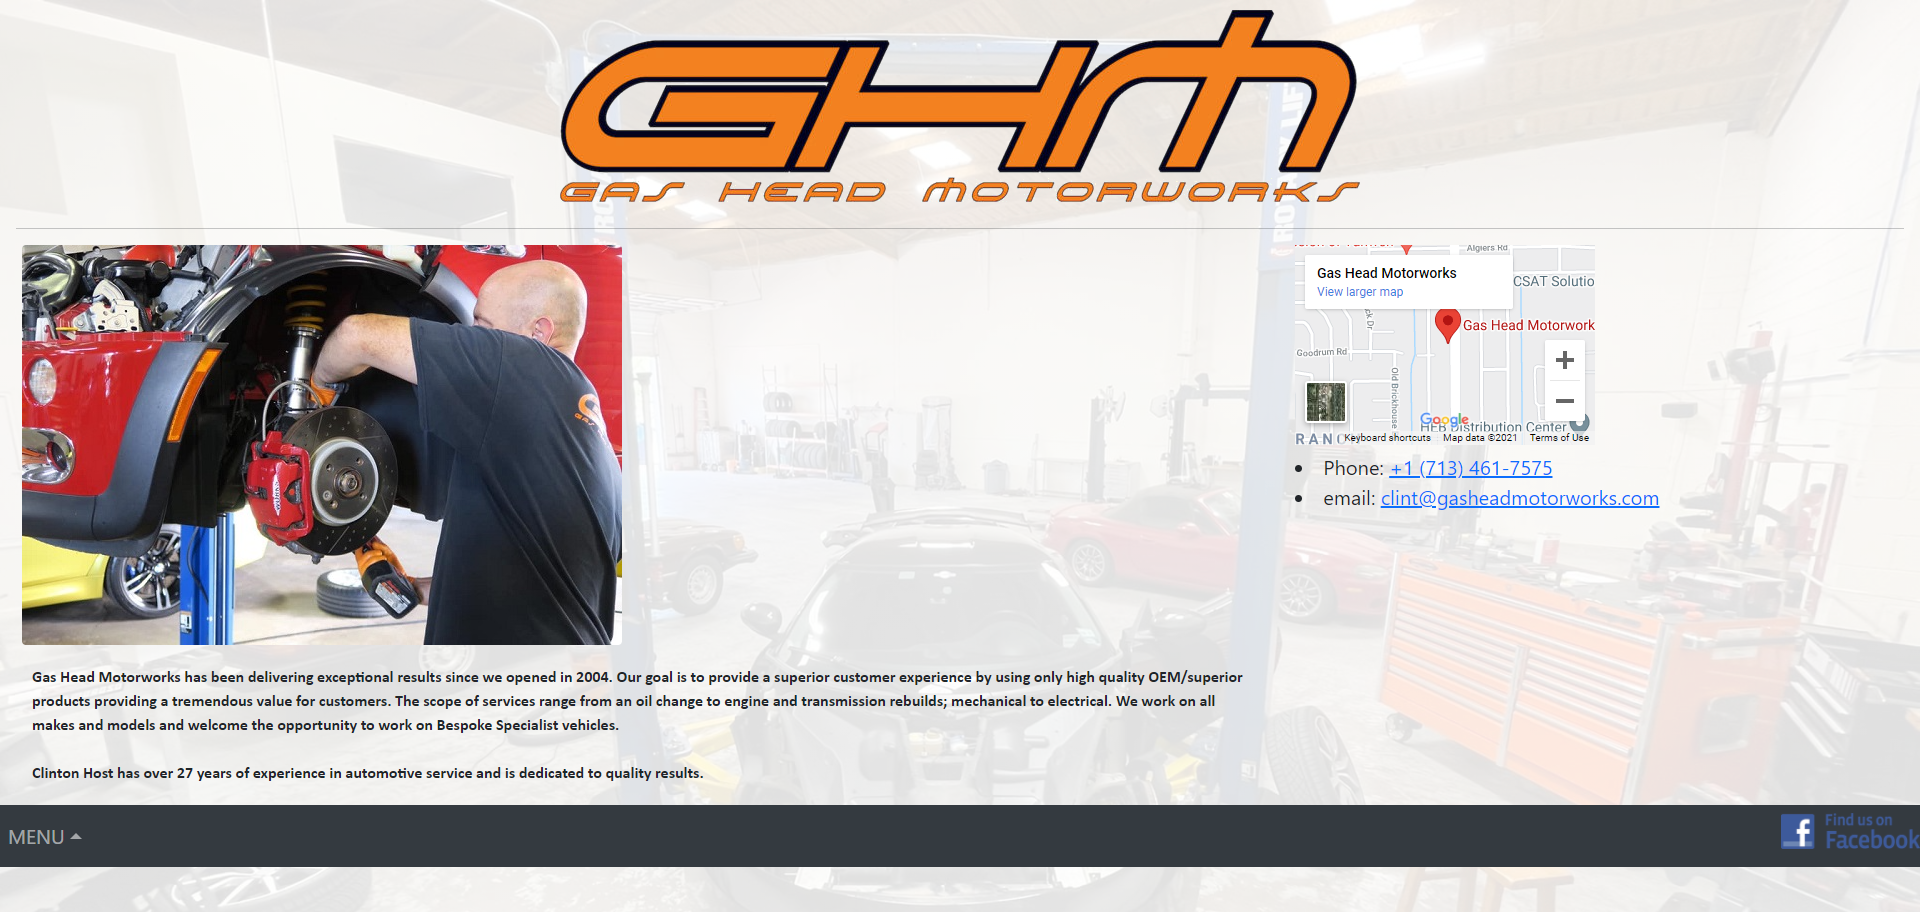 GHM
GAS HEAD MOTORWORKS
Algiers Rd
Gas Head Motorworks
View larger map
CSAT Solutio
ck Dr
Gas Head Motorwork
Goodrum Rd
Old Brickhouse
Google
HEB Distribution Center
RANC
Keyboard shortcuts
Map data ©2021
Terms of Use
Phone: +1 (713) 461-7575
email: clint@gasheadmotorworks.com
Gas Head Motorworks has been delivering exceptional results since we opened in 2004. Our goal is to provide a superior customer experience by using only high quality OEM/superior
products providing a tremendous value for customers. The scope of services range from an oil change to engine and transmission rebuilds; mechanical to electrical. We work on all
makes and models and welcome the opportunity to work on Bespoke Specialist vehicles.
Clinton Host has over 27 years of experience in automotive service and is dedicated to quality results.
MENU
Find us on
Facebook